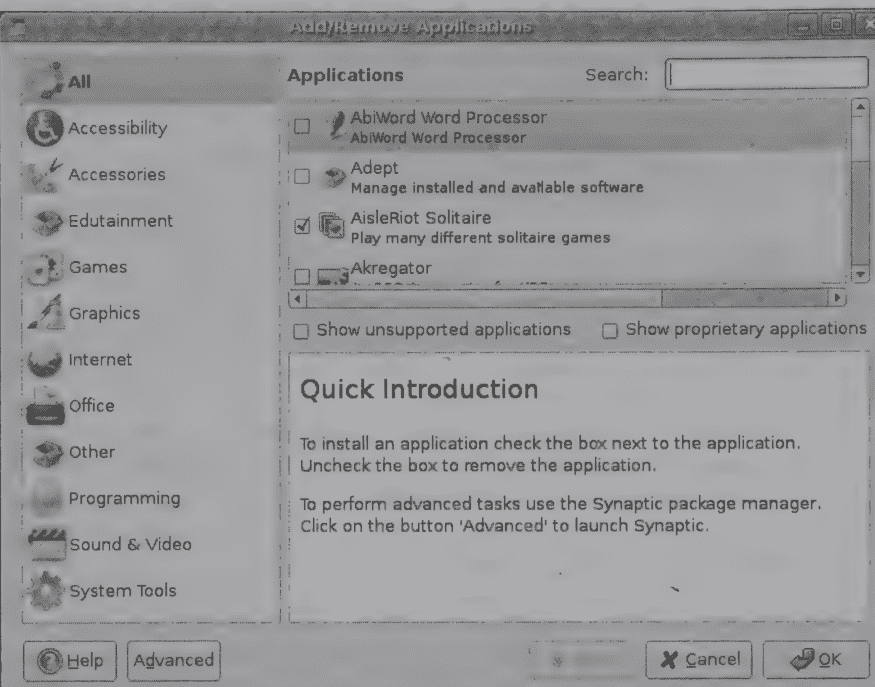 Add/Remove Applications
All
Accessibility
Accessories
Edutainment
Games
Graphics
Internet
Office
Other
Programming
Sound & Video
System Tools
Applications
Search:
AbiWord Word Processor
AbiWord Word Processor
Adept
Manage installed and available software
AisleRiot Solitaire
Play many different solitaire games
Akregator
Show unsupported applications
Show proprietary applications
Quick Introduction
To install an application check the box next to the application.
Uncheck the box to remove the application.
To perform advanced tasks use the Synaptic package manager.
Click on the button 'Advanced' to launch Synaptic.
Help
Advanced
Cancel
OK